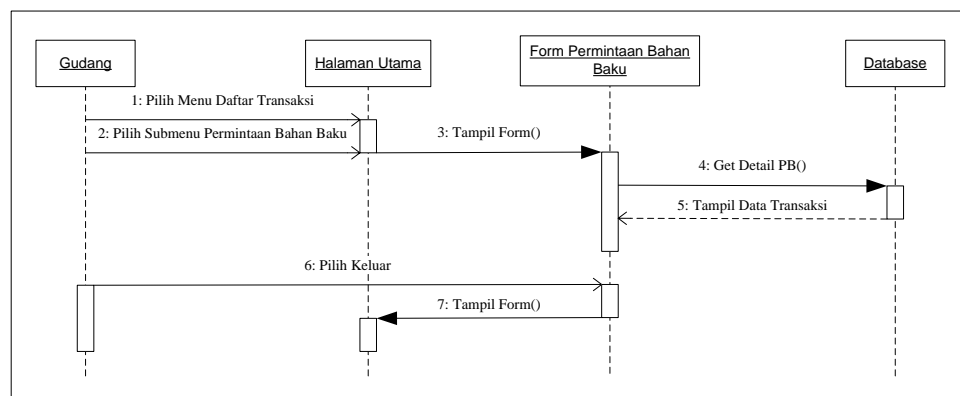 Gudang
Halaman Utama
Form Permintaan Bahan
Baku
Database
1: Pilih Menu Daftar Transaksi
2: Pilih Submenu Permintaan Bahan Baku
3: Tampil Form()
4: Get Detail PB()
5: Tampil Data Transaksi
6: Pilih Keluar
7: Tampil Form()